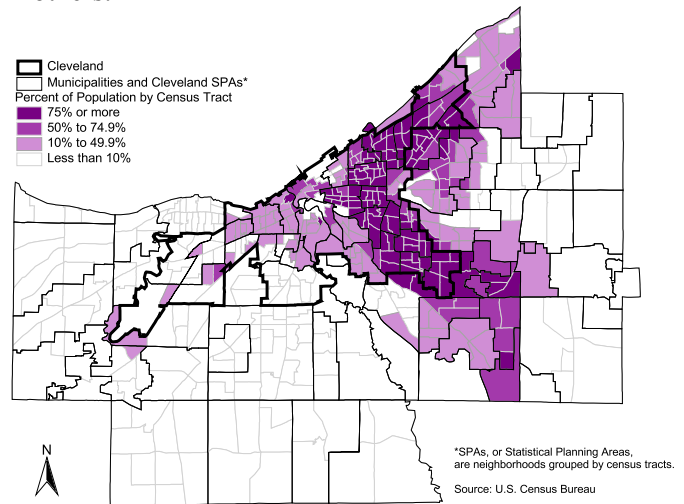 Cleveland
Municipalities and Cleveland SPAs*
Percent of Population by Census Tract
75% or more
50% to 74.9%
10% to 49.9%
Less than 10%
N
*SPAs, or Statistical Planning Areas,
are neighborhoods grouped by census tracts.
Source: U.S. Census Bureau